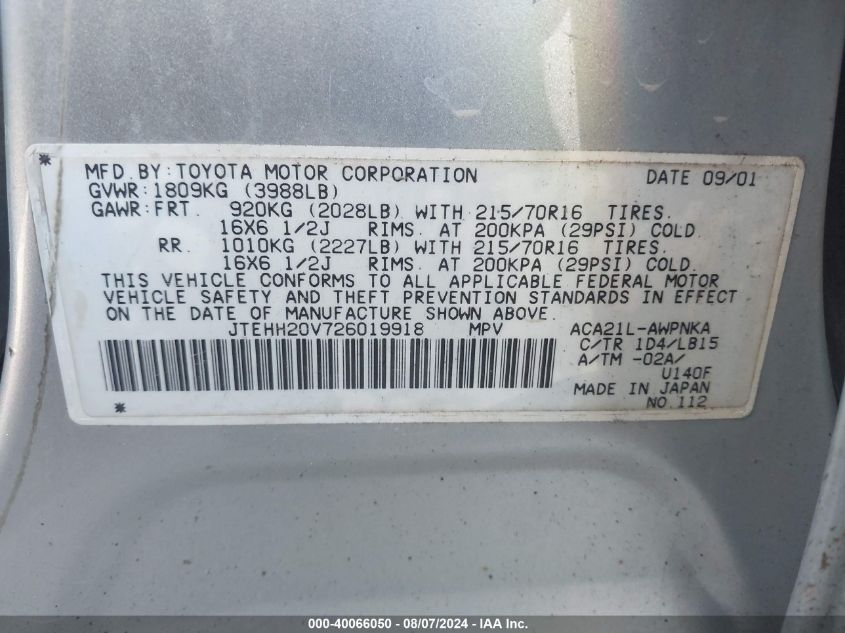 MFD.BY:TOYOTA MOTOR CORPORATION DATE 09/01
GVWR:1809KG (3988LB)
GAWR:FRT. 920KG (2028LB) WITH 215/70R16 TIRES.
16X6 1/2J RIMS. AT 200KPA (29PSI) COLD.
RR. 1010KG (2227LB) WITH 215/70R16 TIRES.
16X6 1/2J RIMS. AT 200KPA (29PSI) COLD.
THIS VEHICLE CONFORMS TO ALL APPLICABLE FEDERAL MOTOR
VEHICLE SAFETY AND THEFT PREVENTION STANDARDS IN EFFECT
ON THE DATE OF MANUFACTURE SHOWN ABOVE.
JTEHH20V726019918 MPV ACA21L-AWPNKA
C/TR 1D4/LB15
A/TM -02A/
U140F
MADE IN JAPAN
NO.112
000-40066050 - 08/07/2024 - IAA Inc.